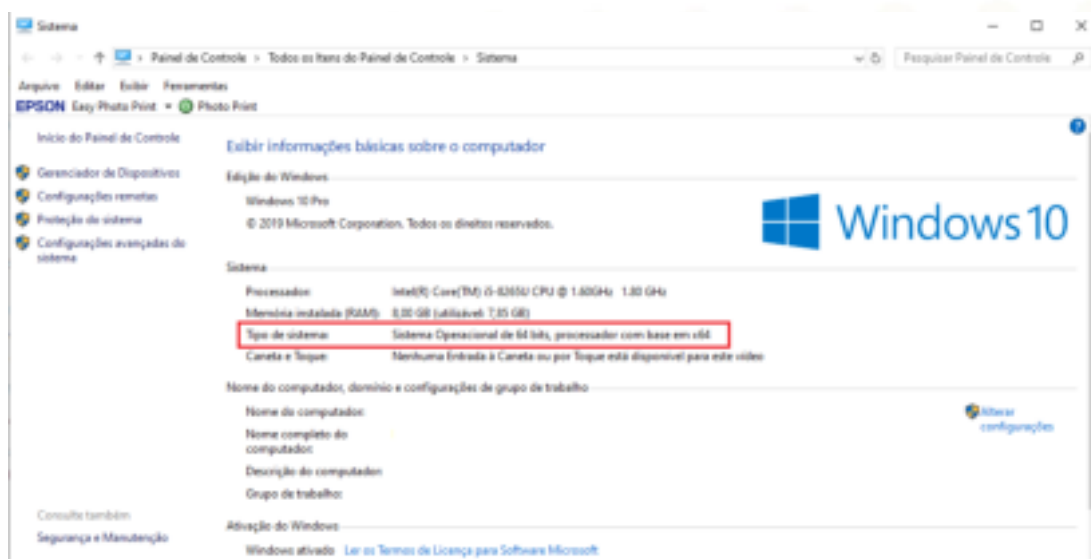 Sistema
Painel de Controle > Todos os Itens do Painel de Controle > Sistema
Pesquisar Painel de Controle
Arquivo Editar Exibir Ferramentas
EPSON Easy Photo Print Photo Print
Início do Painel de Controle
Gerenciador de Dispositivos
Configurações remotas
Proteção do sistema
Configurações avançadas do
sistema
Exibir informações básicas sobre o computador
Edição do Windows
Windows 10 Pro
© 2019 Microsoft Corporation. Todos os direitos reservados.
Windows 10
Sistema
Processador: Intel(R) Core(TM) i5-8265U CPU @ 1.60GHz 1.80 GHz
Memória instalada (RAM): 8,00 GB (utilizável: 7,85 GB)
Tipo de sistema: Sistema Operacional de 64 bits, processador com base em x64
Caneta e Toque: Nenhuma Entrada à Caneta ou por Toque está disponível para este vídeo
Nome do computador, domínio e configurações de grupo de trabalho
Nome do computador:
Nome completo do
computador:
Descrição do computador:
Grupo de trabalho:
Alterar
configurações
Ativação do Windows
Windows ativado Ler os Termos de Licença para Software Microsoft
Consulte também
Segurança e Manutenção